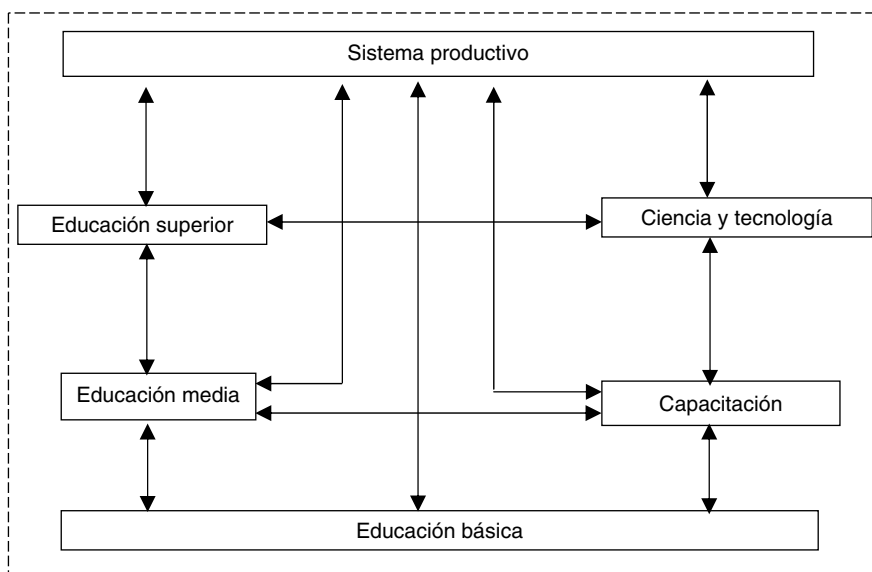 Sistema productivo
Educación superior
Ciencia y tecnología
Educación media
Capacitación
Educación básica